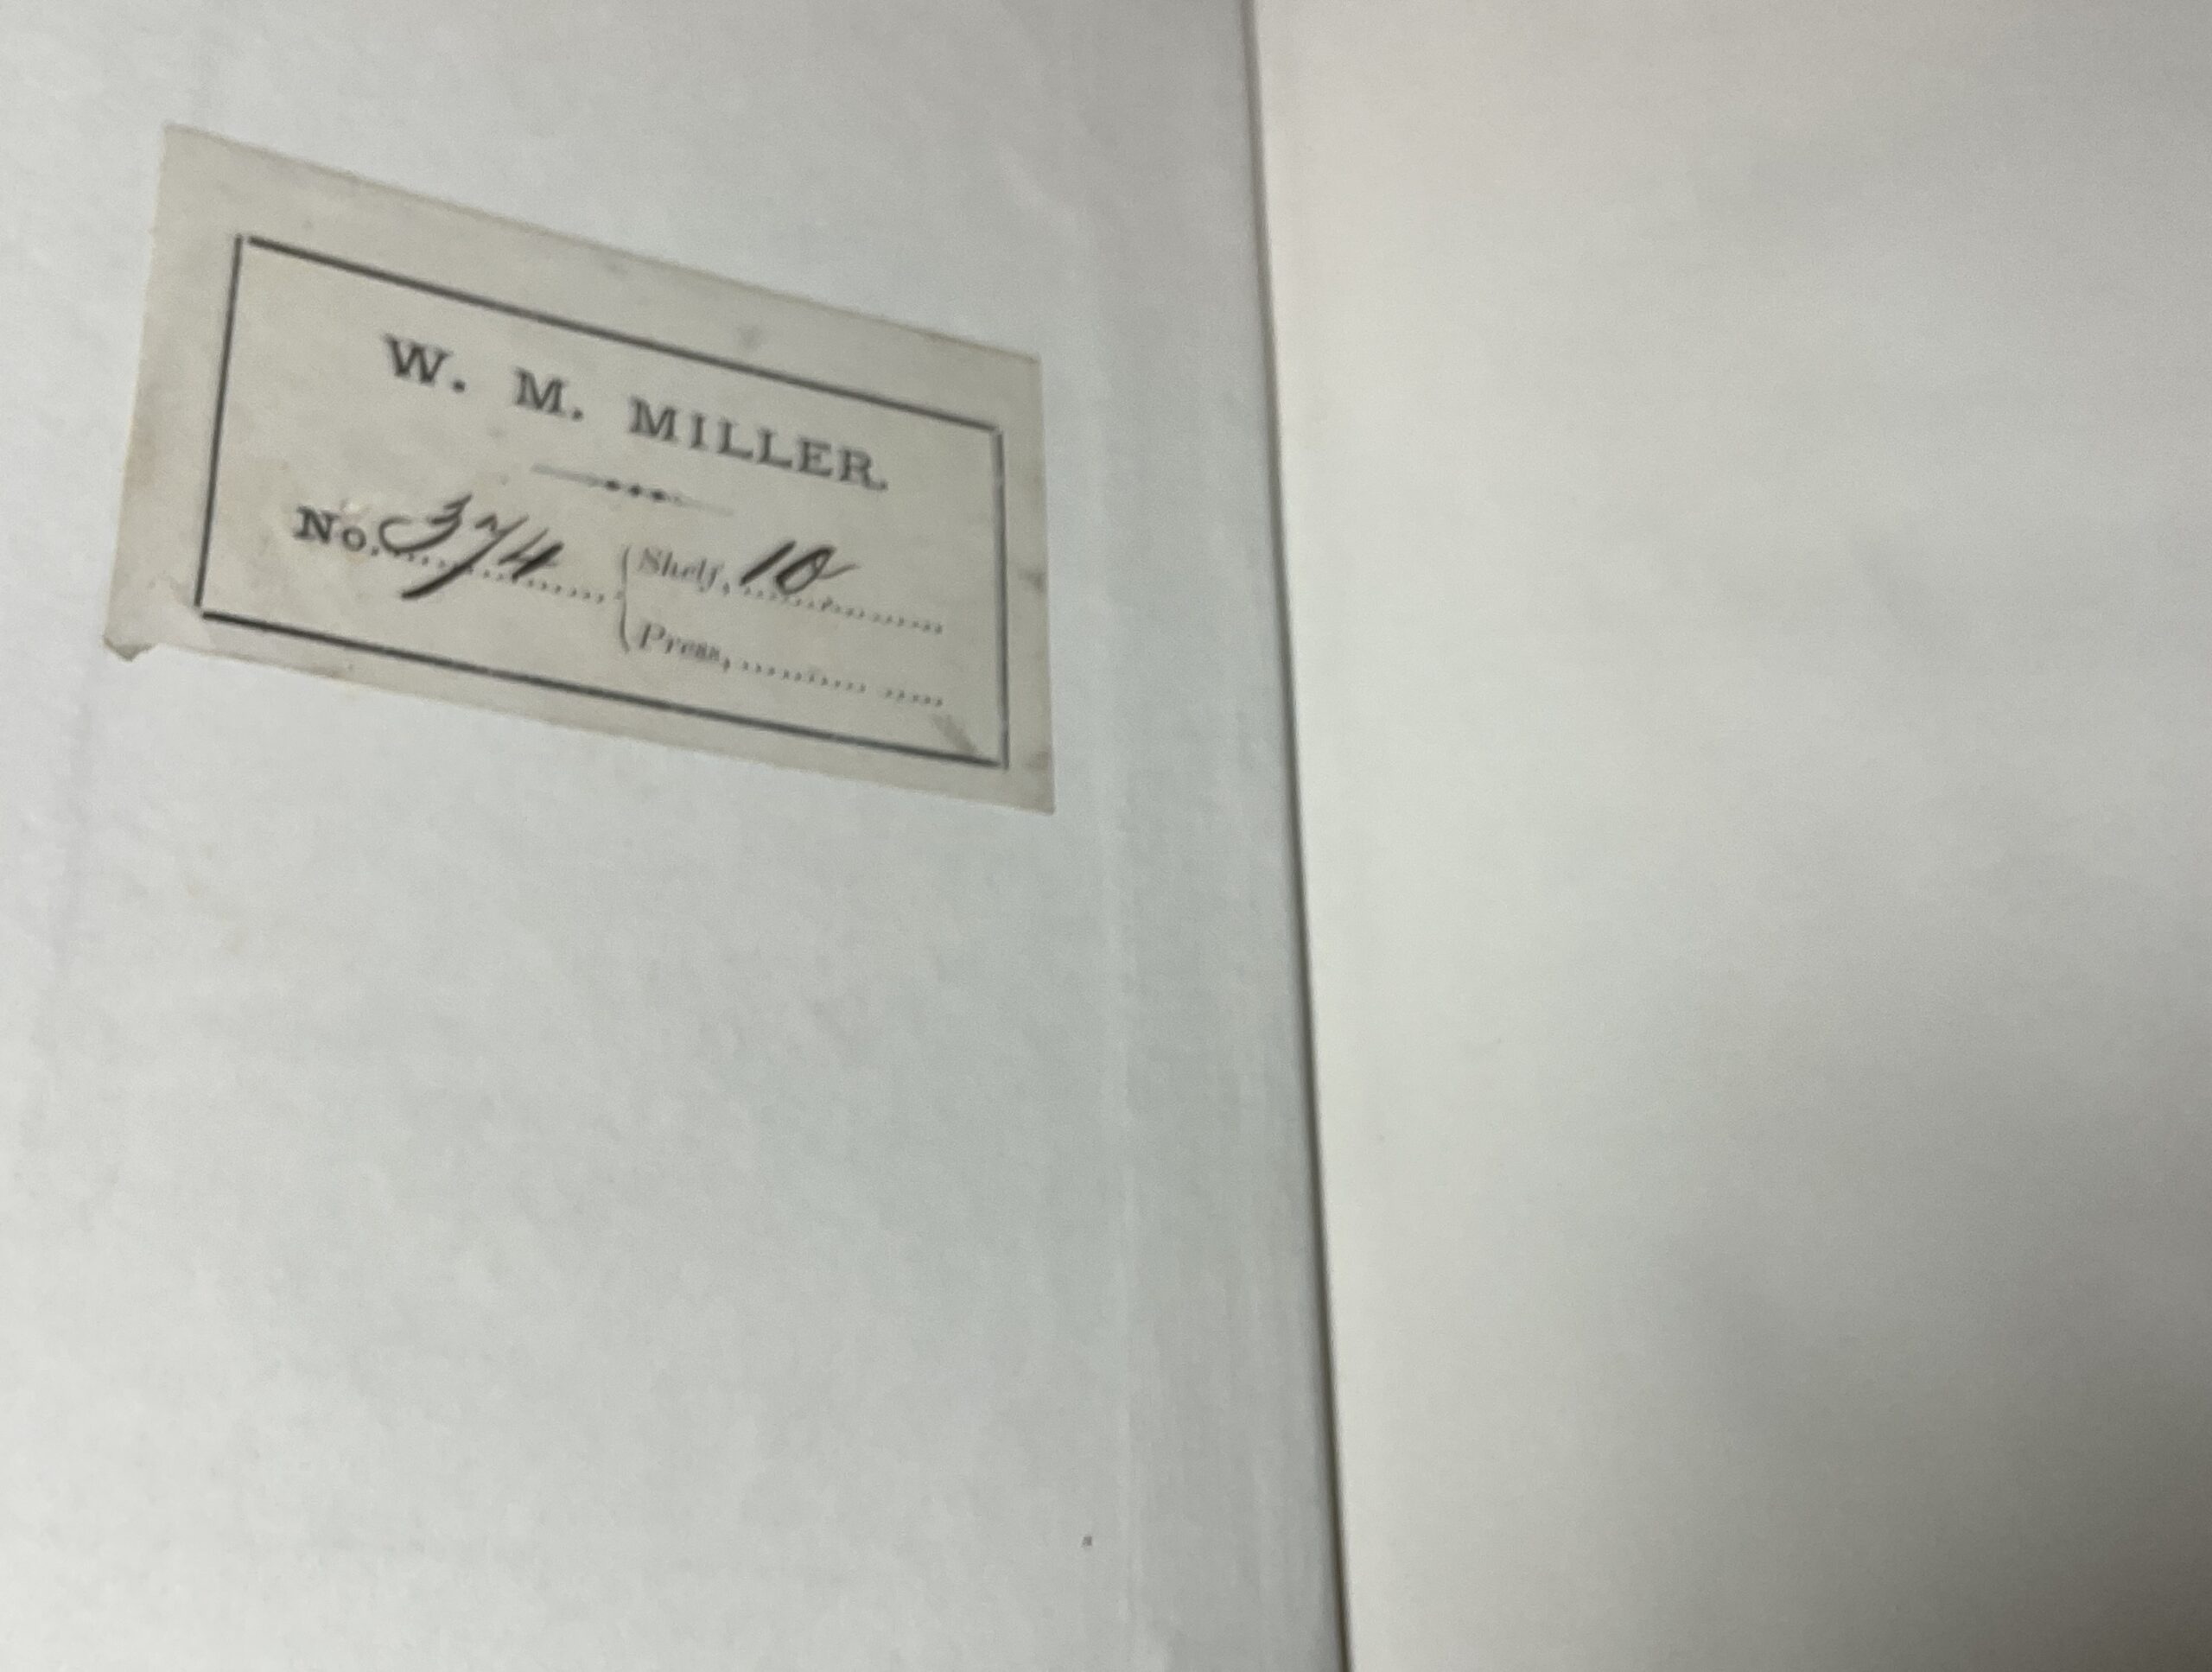 W. M. MILLER.
No. 374
Shelf, 10
Press,